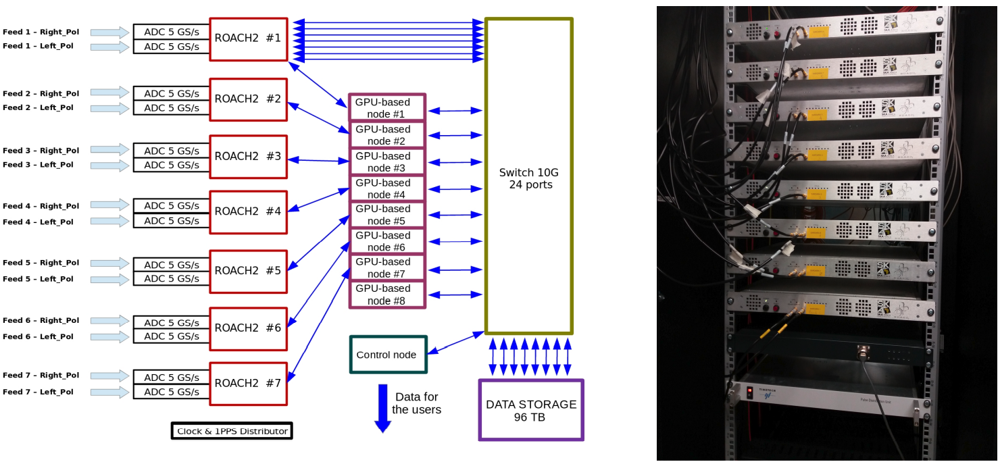 Feed 1 – Right_Pol
Feed 1 – Left_Pol
ADC 5 GS/s
ADC 5 GS/s
ROACH2 #1
Feed 2 – Right_Pol
Feed 2 – Left_Pol
ADC 5 GS/s
ADC 5 GS/s
ROACH2 #2
Feed 3 – Right_Pol
Feed 3 – Left_Pol
ADC 5 GS/s
ADC 5 GS/s
ROACH2 #3
Feed 4 – Right_Pol
Feed 4 – Left_Pol
ADC 5 GS/s
ADC 5 GS/s
ROACH2 #4
Feed 5 – Right_Pol
Feed 5 – Left_Pol
ADC 5 GS/s
ADC 5 GS/s
ROACH2 #5
Feed 6 – Right_Pol
Feed 6 – Left_Pol
ADC 5 GS/s
ADC 5 GS/s
ROACH2 #6
Feed 7 – Right_Pol
Feed 7 – Left_Pol
ADC 5 GS/s
ADC 5 GS/s
ROACH2 #7
Clock & 1PPS Distributor
GPU-based
node #1
GPU-based
node #2
GPU-based
node #3
GPU-based
node #4
GPU-based
node #5
GPU-based
node #6
GPU-based
node #7
GPU-based
node #8
Control node
Data for
the users
Switch 10G
24 ports
DATA STORAGE
96 TB
TIMETECH
Pulse Distribution Unit